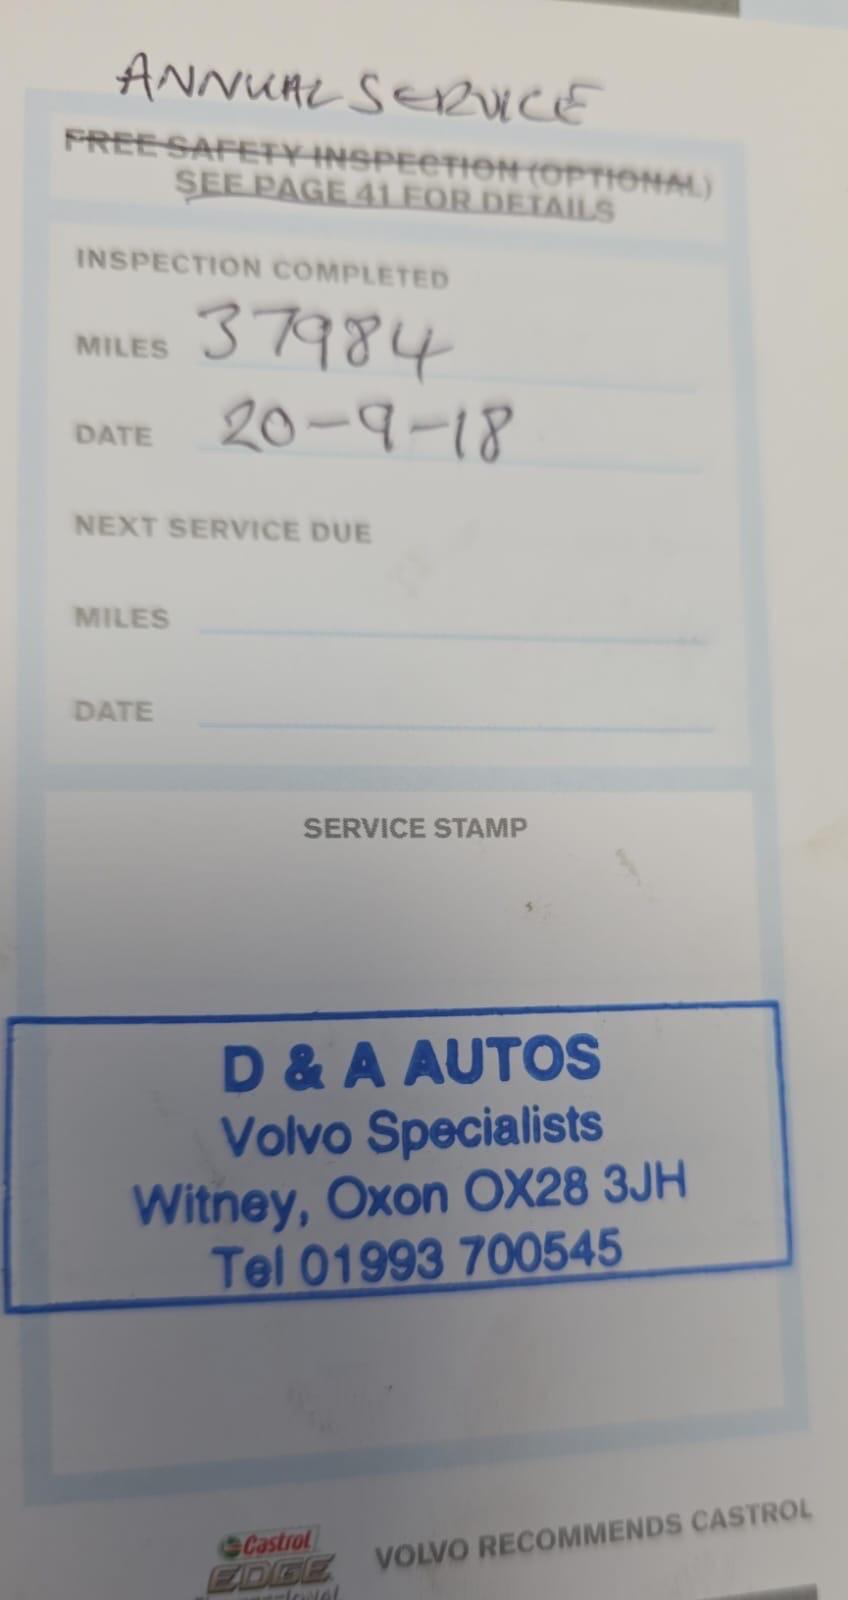 ANNUAL SERVICE
FREE SAFETY INSPECTION (OPTIONAL)
SEE PAGE 41 FOR DETAILS
INSPECTION COMPLETED
MILES 37984
DATE 20-9-18
NEXT SERVICE DUE
MILES
DATE
SERVICE STAMP
D & A AUTOS
Volvo Specialists
Witney, Oxon OX28 3JH
Tel 01993 700545
Castrol
EDGE
VOLVO RECOMMENDS CASTROL